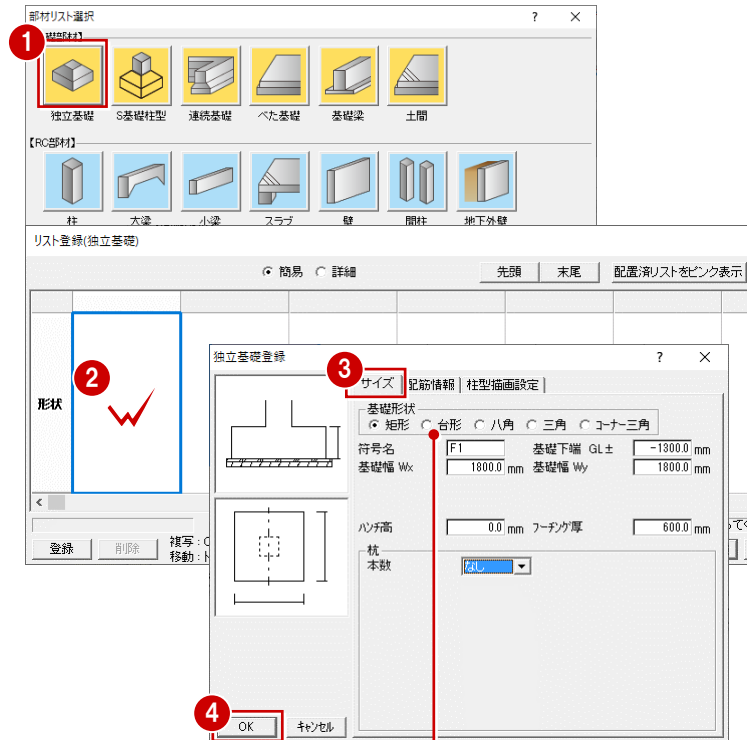 部材リスト選択 ? ×
1
独立基礎 S基礎柱型 連続基礎 べた基礎 基礎梁 土間
【RC部材】
柱 大梁 小梁 スラブ 壁 間柱 地下外壁
リスト登録(独立基礎)
簡易 詳細 先頭 末尾 配置済リストをピンク表示
形状
2
独立基礎登録 ? ×
3
サイズ 配筋情報 柱型描画設定
基礎形状
矩形 台形 八角 三角 コーナー三角
符号名 F1 基礎下端 GL± -1300.0 mm
基礎幅 Wx 1800.0 mm 基礎幅 Wy 1800.0 mm
ハンチ高 0.0 mm フーチング厚 600.0 mm
杭
本数 なし
<
登録 削除 複写:
移動:
4
OK キャンセル